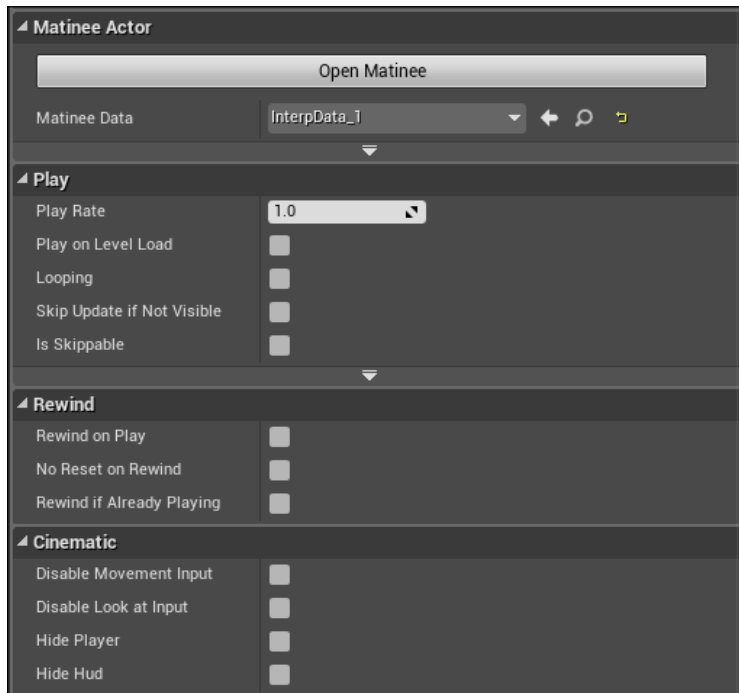 Matinee Actor
Open Matinee
Matinee Data InterpData_1
Play
Play Rate 1.0
Play on Level Load
Looping
Skip Update if Not Visible
Is Skippable
Rewind
Rewind on Play
No Reset on Rewind
Rewind if Already Playing
Cinematic
Disable Movement Input
Disable Look at Input
Hide Player
Hide Hud